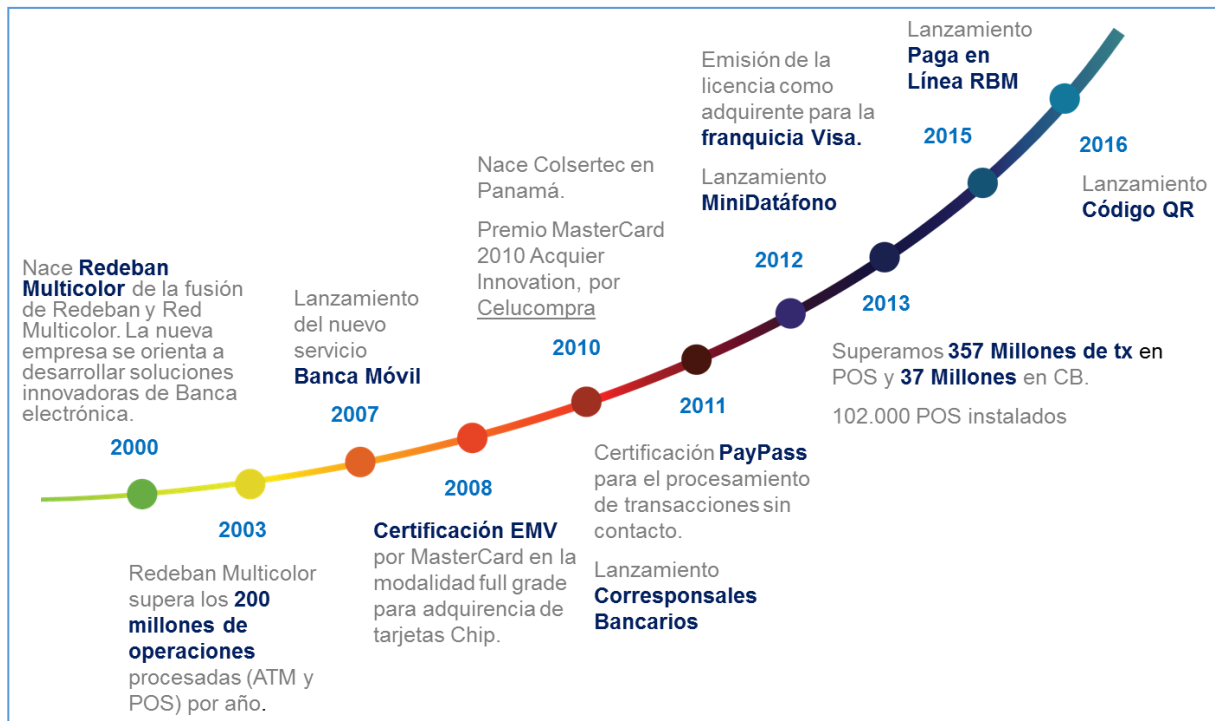 Nace Redeban
Multicolor de la fusión
de Redeban y Red
Multicolor. La nueva
empresa se orienta a
desarrollar soluciones
innovadoras de Banca
electrónica.
2000
2003
Redeban Multicolor
supera los 200
millones de
operaciones
procesadas (ATM y
POS) por año.
Lanzamiento
del nuevo
servicio
Banca Móvil
2007
2008
Certificación EMV
por MasterCard en la
modalidad full grade
para adquirencia de
tarjetas Chip.
Nace Colsertec en
Panamá.
Premio MasterCard
2010 Acquier
Innovation, por
Celucompra
2010
2011
Certificación PayPass
para el procesamiento
de transacciones sin
contacto.
Lanzamiento
Corresponsales
Bancarios
Emisión de la
licencia como
adquirente para la
franquicia Visa.
Lanzamiento
MiniDatáfono
2012
2013
Superamos 357 Millones de tx en
POS y 37 Millones en CB.
102.000 POS instalados
Lanzamiento
Paga en
Línea RBM
2015
2016
Lanzamiento
Código QR